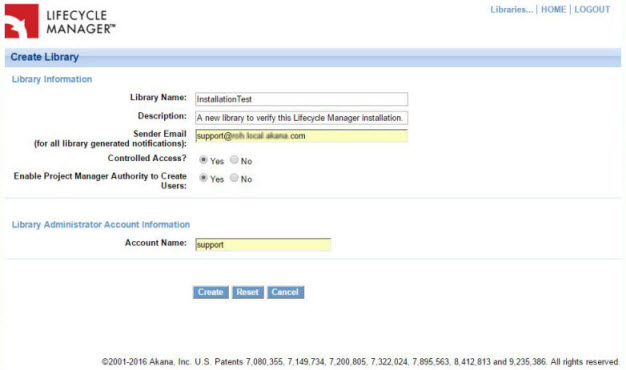 LIFECYCLE
MANAGER™
Libraries... | HOME | LOGOUT
Create Library
Library Information
Library Name: InstallationTest
Description: A new library to verify this Lifecycle Manager installation.
Sender Email
(for all library generated notifications): support@ .com
Controlled Access? Yes No
Enable Project Manager Authority to Create
Users: Yes No
Library Administrator Account Information
Account Name: support
Create Reset Cancel
©2001-2016 Akana, Inc. U.S. Patents 7,080,355, 7,149,734, 7,200,805, 7,322,024, 7,895,563, 8,412,813 and 9,235,386. All rights reserved.